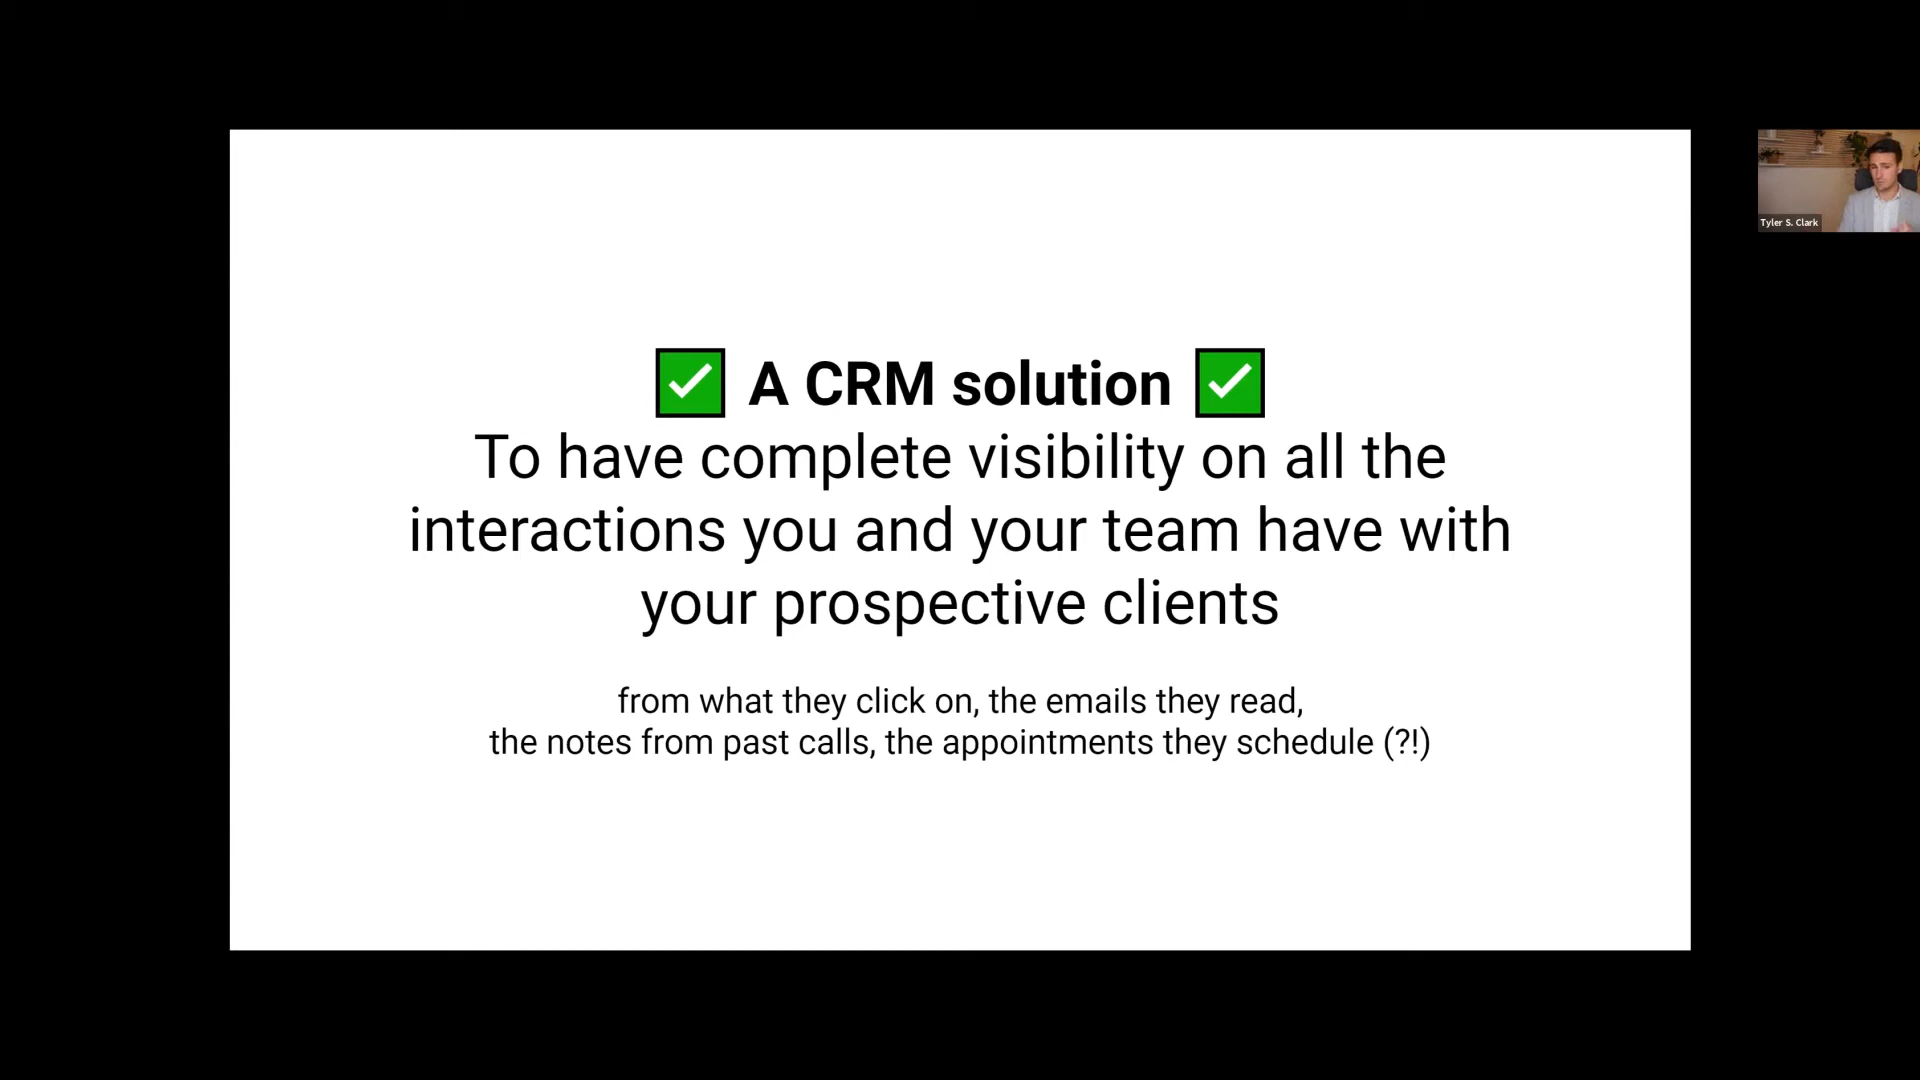 ✅ A CRM solution ✅
To have complete visibility on all the
interactions you and your team have with
your prospective clients
from what they click on, the emails they read,
the notes from past calls, the appointments they schedule (?!)
Tyler S. Clark